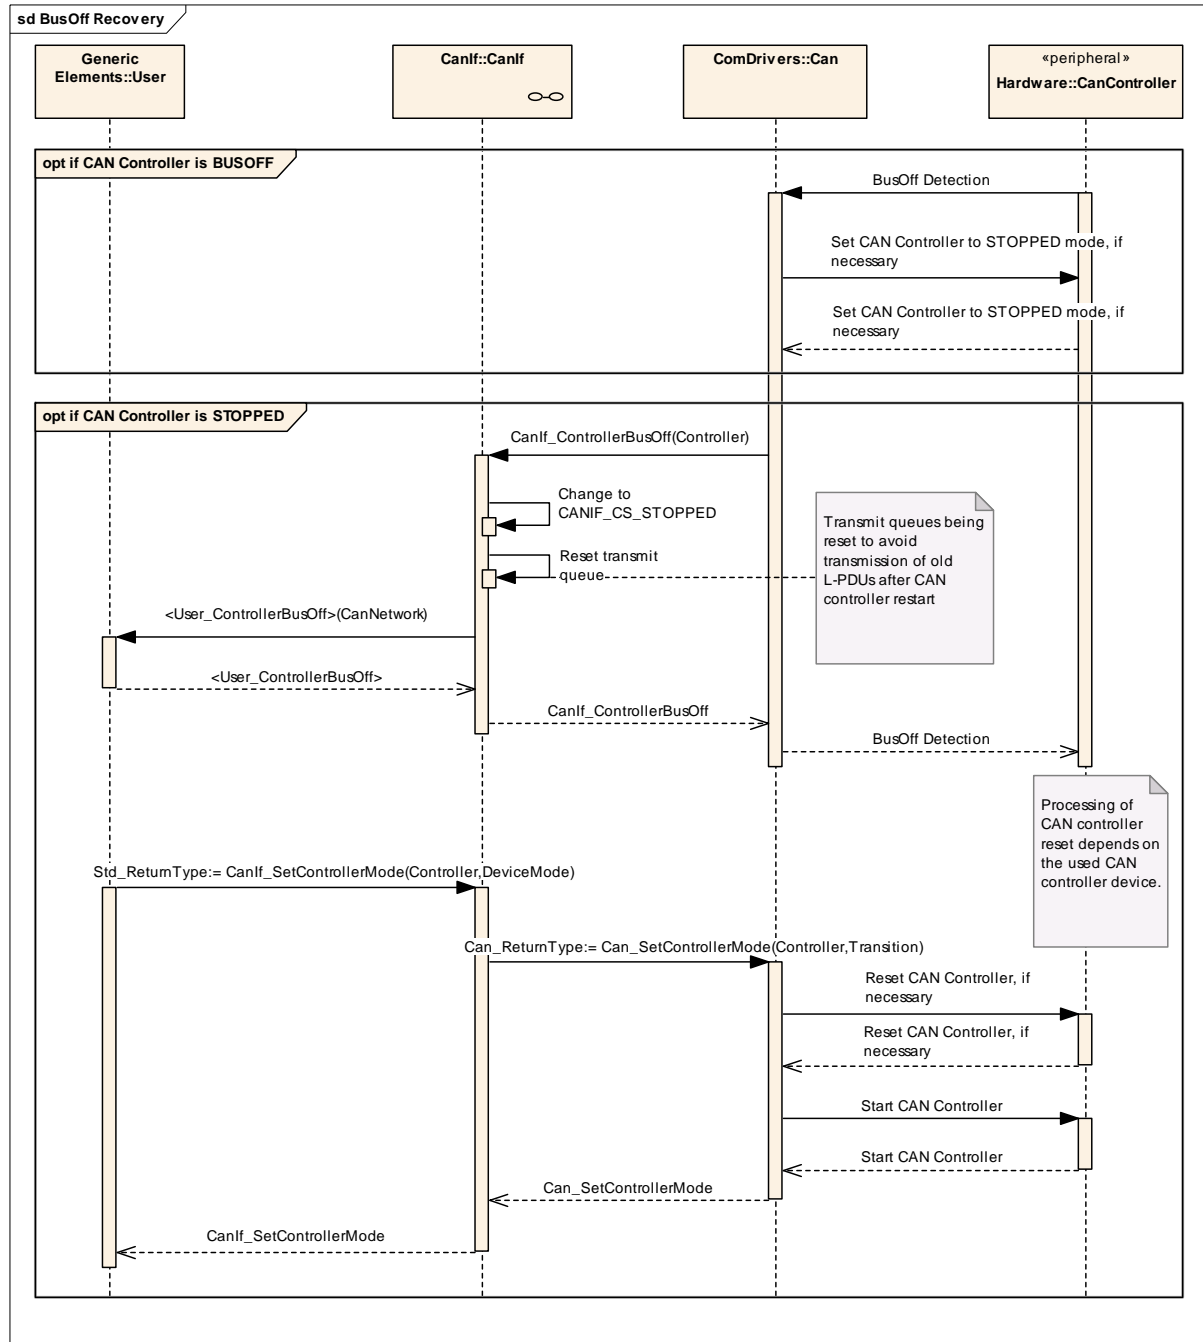 sd BusOff Recovery
Generic
Elements::User
CanIf::CanIf
ComDrivers::Can
«peripheral»
Hardware::CanController
opt if CAN Controller is BUSOFF
BusOff Detection
Set CAN Controller to STOPPED mode, if
necessary
Set CAN Controller to STOPPED mode, if
necessary
opt if CAN Controller is STOPPED
CanIf_ControllerBusOff(Controller)
Change to
CANIF_CS_STOPPED
Reset transmit
queue
Transmit queues being
reset to avoid
transmission of old
L-PDUs after CAN
controller restart
<User_ControllerBusOff>(CanNetwork)
<User_ControllerBusOff>
CanIf_ControllerBusOff
BusOff Detection
Processing of
CAN controller
reset depends on
the used CAN
controller device.
Std_ReturnType:= CanIf_SetControllerMode(Controller,DeviceMode)
Can_ReturnType:= Can_SetControllerMode(Controller,Transition)
Reset CAN Controller, if
necessary
Reset CAN Controller, if
necessary
Start CAN Controller
Start CAN Controller
Can_SetControllerMode
CanIf_SetControllerMode